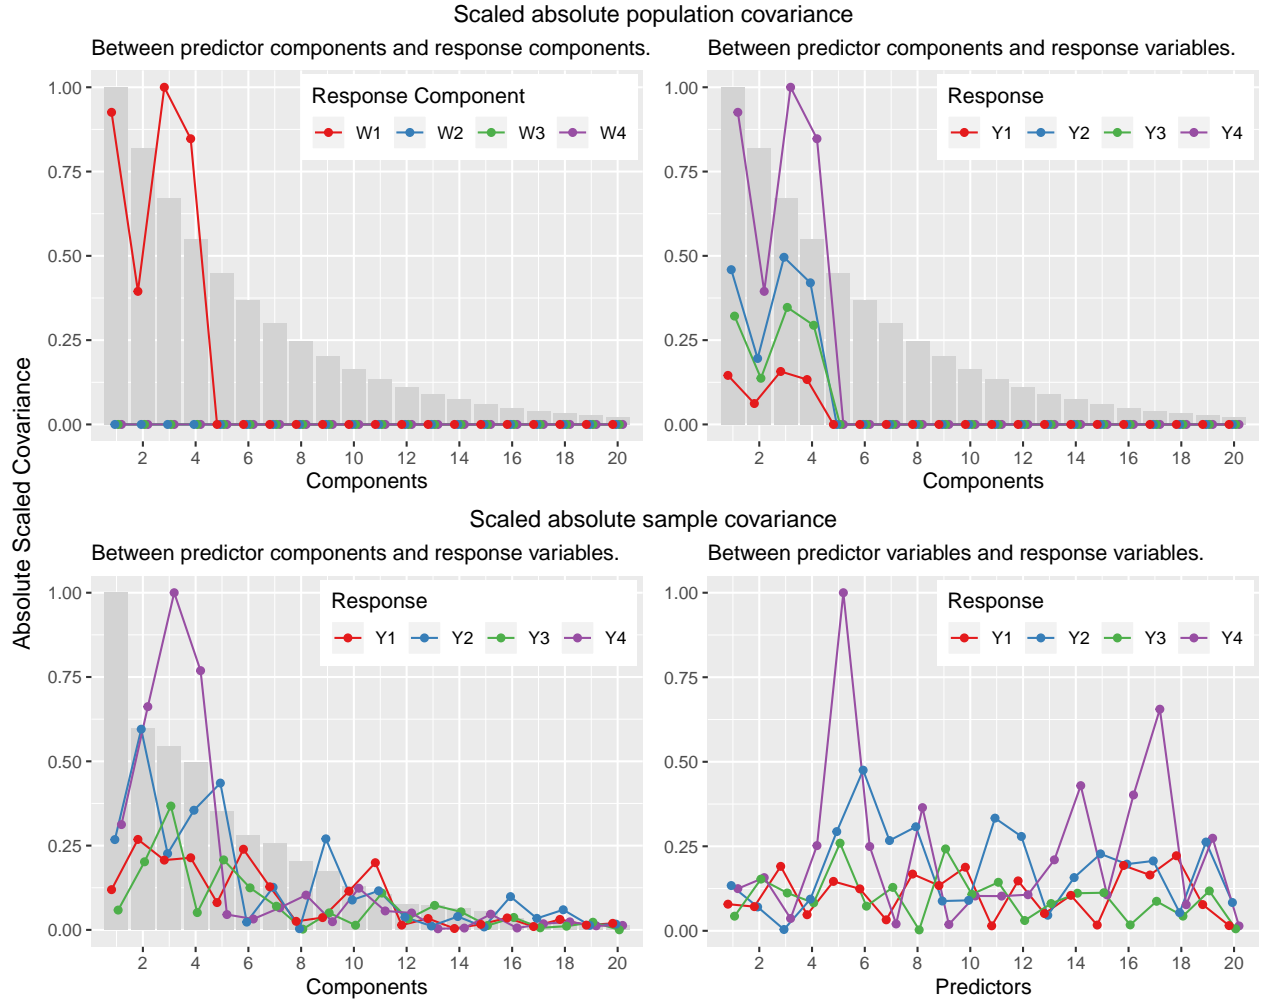 Scaled absolute population covariance
Between predictor components and response components.
Between predictor components and response variables.
Response Component
W1 W2 W3 W4
Response
Y1 Y2 Y3 Y4
1.00
0.75
0.50
0.25
0.00
2 4 6 8 10 12 14 16 18 20
Components
1.00
0.75
0.50
0.25
0.00
2 4 6 8 10 12 14 16 18 20
Components
Absolute Scaled Covariance
Scaled absolute sample covariance
Between predictor components and response variables.
Between predictor variables and response variables.
Response
Y1 Y2 Y3 Y4
Response
Y1 Y2 Y3 Y4
1.00
0.75
0.50
0.25
0.00
2 4 6 8 10 12 14 16 18 20
Components
1.00
0.75
0.50
0.25
0.00
2 4 6 8 10 12 14 16 18 20
Predictors